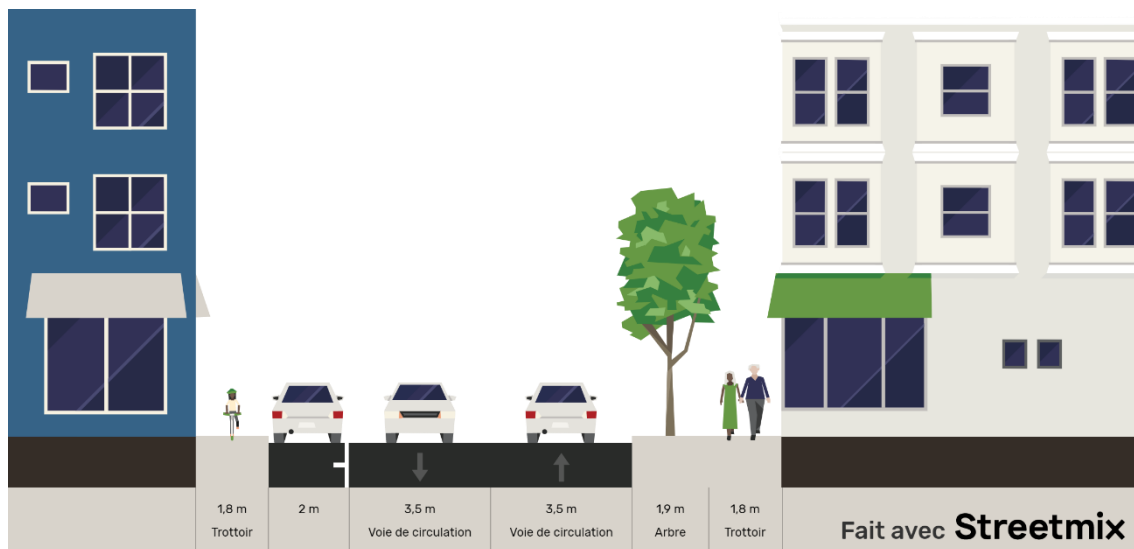 1,8 m
Trottoir
2 m
3,5 m
Voie de circulation
3,5 m
Voie de circulation
1,9 m
Arbre
1,8 m
Trottoir
Fait avec Streetmix